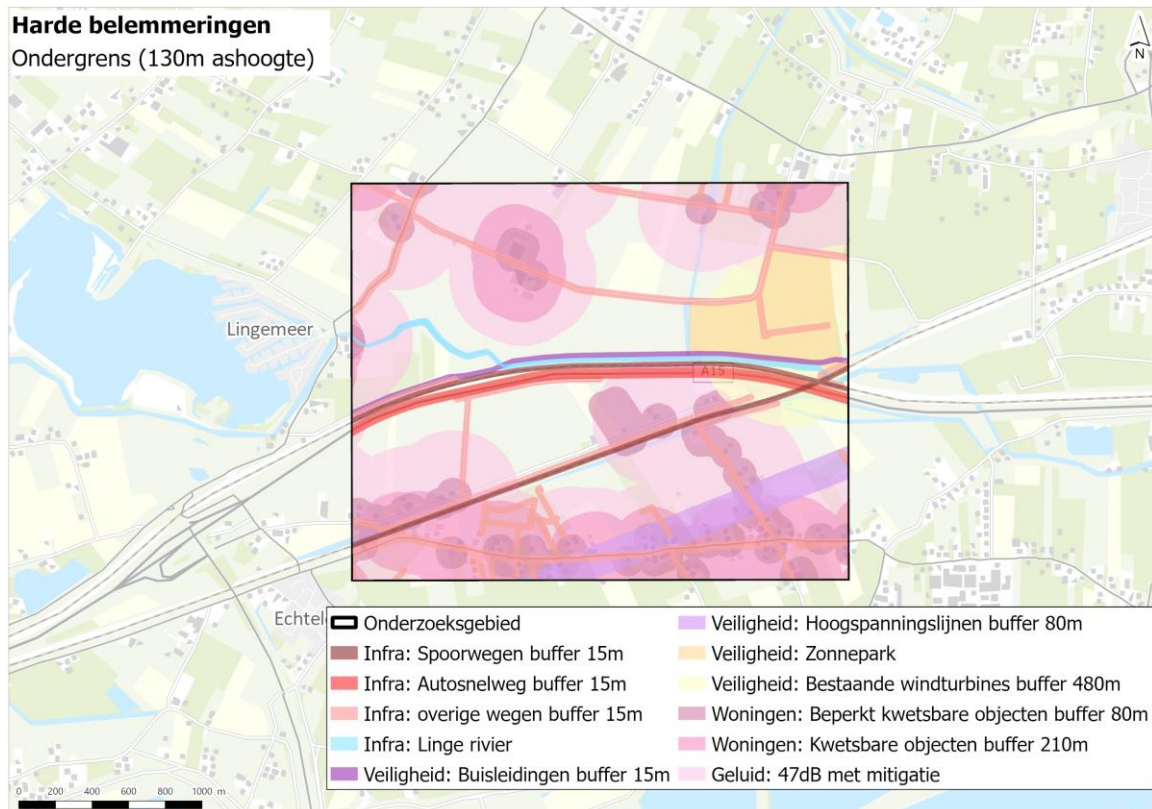 Harde belemmeringen
Ondergrens (130m ashoogte)
N
Lingemeer
A15
Echtel
Onderzoeksgebied
Infra: Spoorwegen buffer 15m
Infra: Autosnelweg buffer 15m
Infra: overige wegen buffer 15m
Infra: Linge rivier
Veiligheid: Buisleidingen buffer 15m
Veiligheid: Hoogspanningslijnen buffer 80m
Veiligheid: Zonnepark
Veiligheid: Bestaande windturbines buffer 480m
Woningen: Beperkt kwetsbare objecten buffer 80m
Woningen: Kwetsbare objecten buffer 210m
Geluid: 47dB met mitigatie
0 200 400 600 800 1000 m